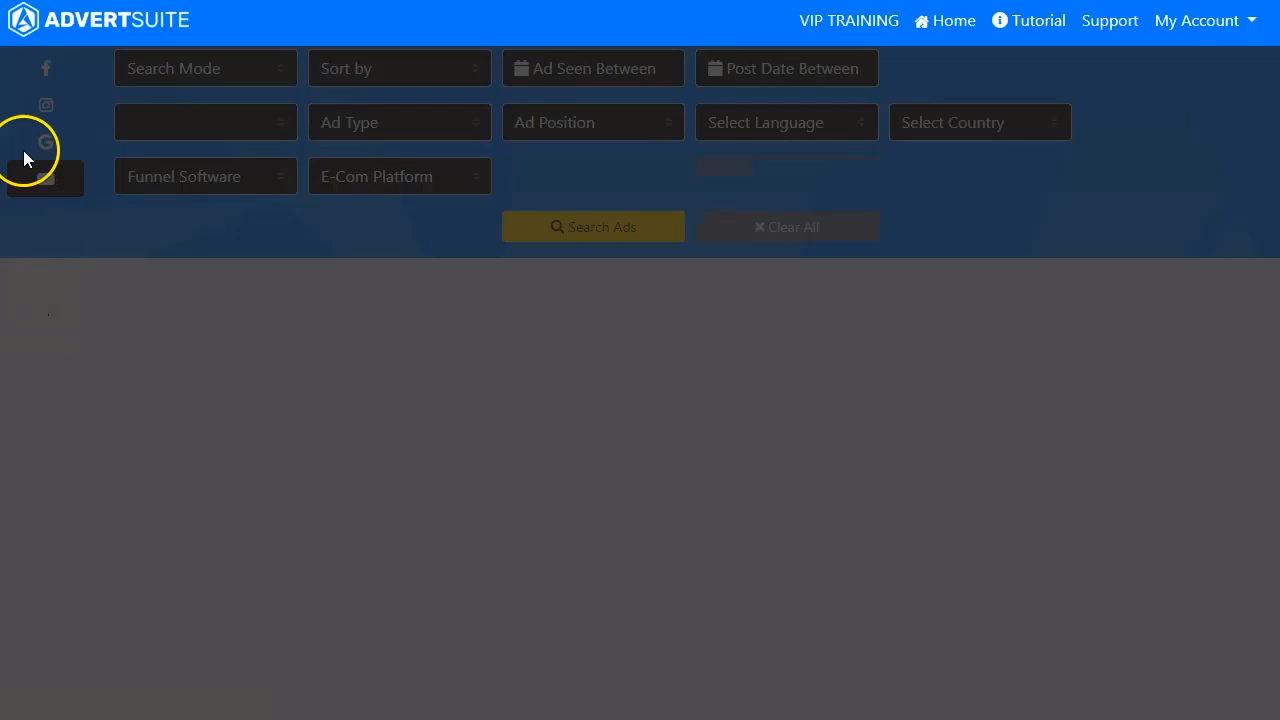 ADVERTSUITE VIP TRAINING Home Tutorial Support My Account
Search Mode Sort by Ad Seen Between Post Date Between
Ad Type Ad Position Select Language Select Country
Funnel Software E-Com Platform
Search Ads Clear All